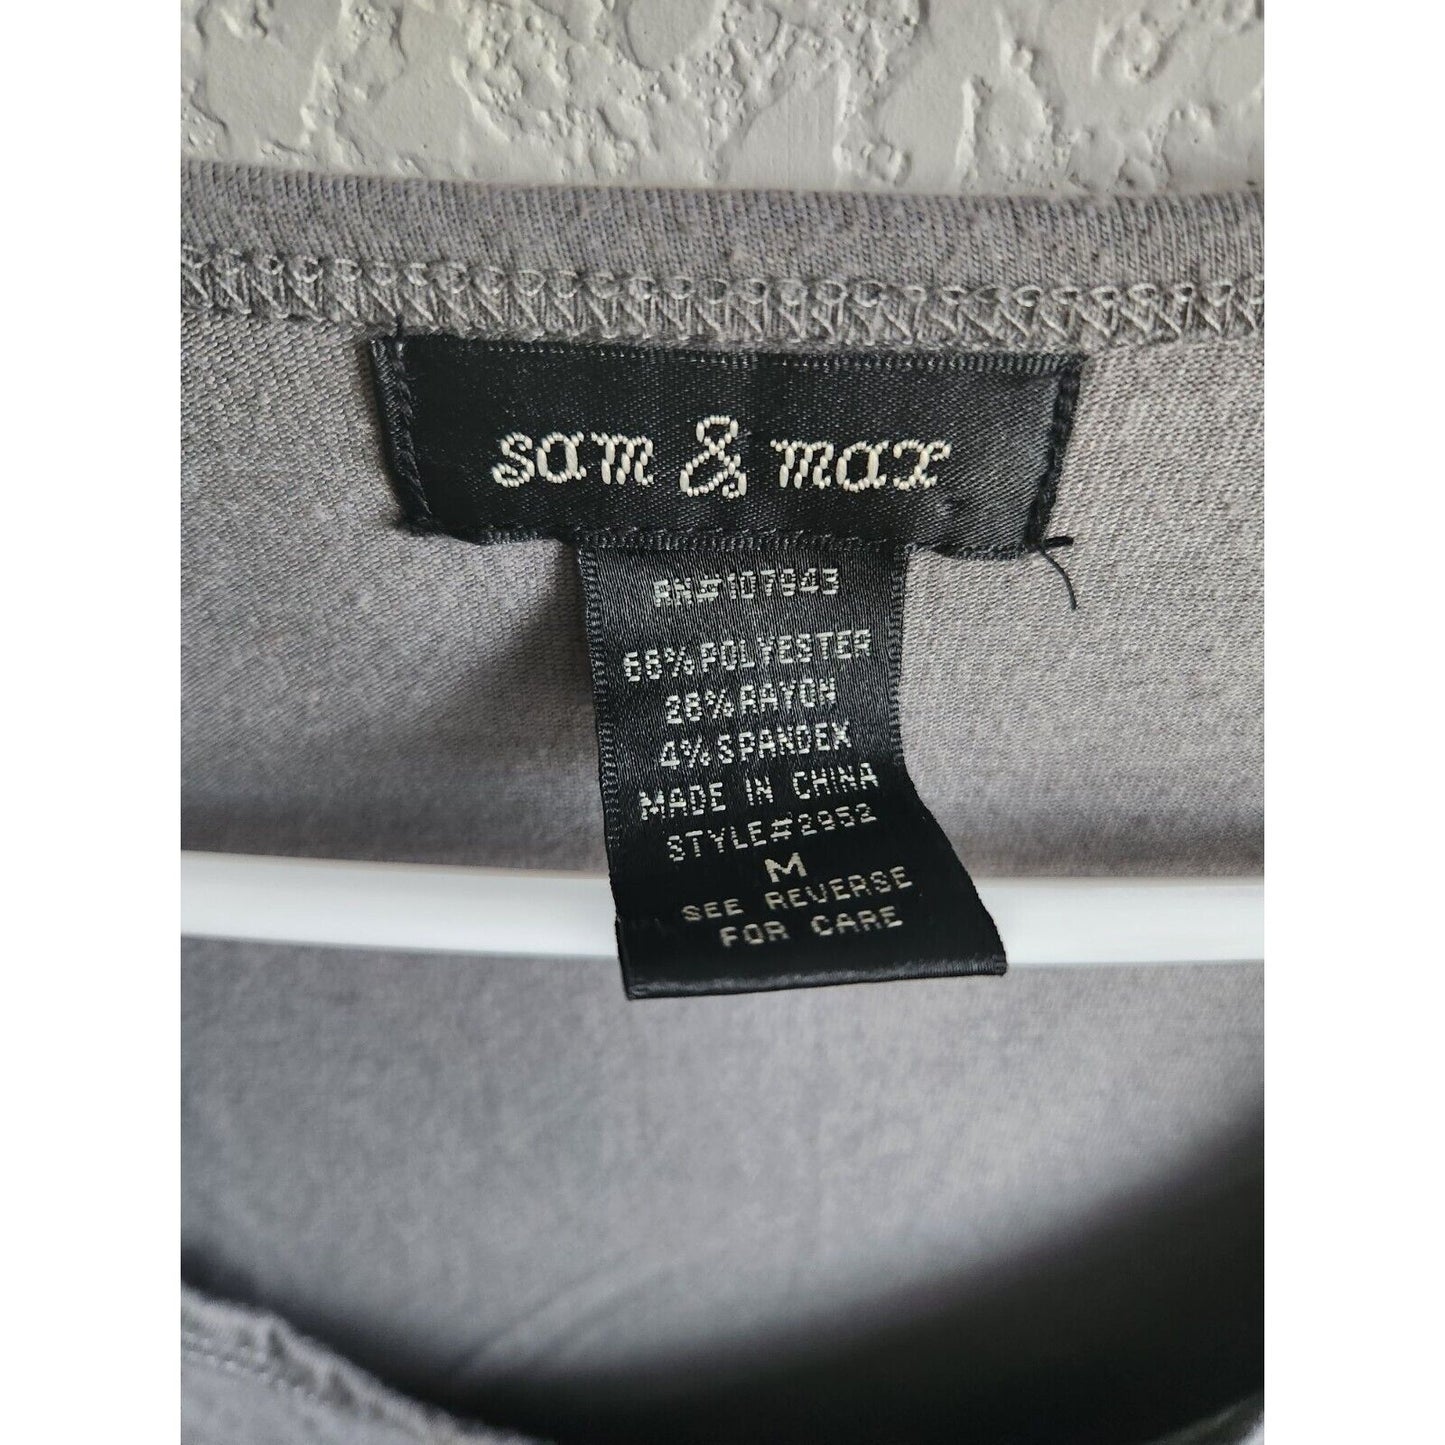 sam & max
RN#107943
68%POLYESTER
28%RAYON
4%SPANDEX
MADE IN CHINA
STYLE#2952
M
SEE REVERSE
FOR CARE